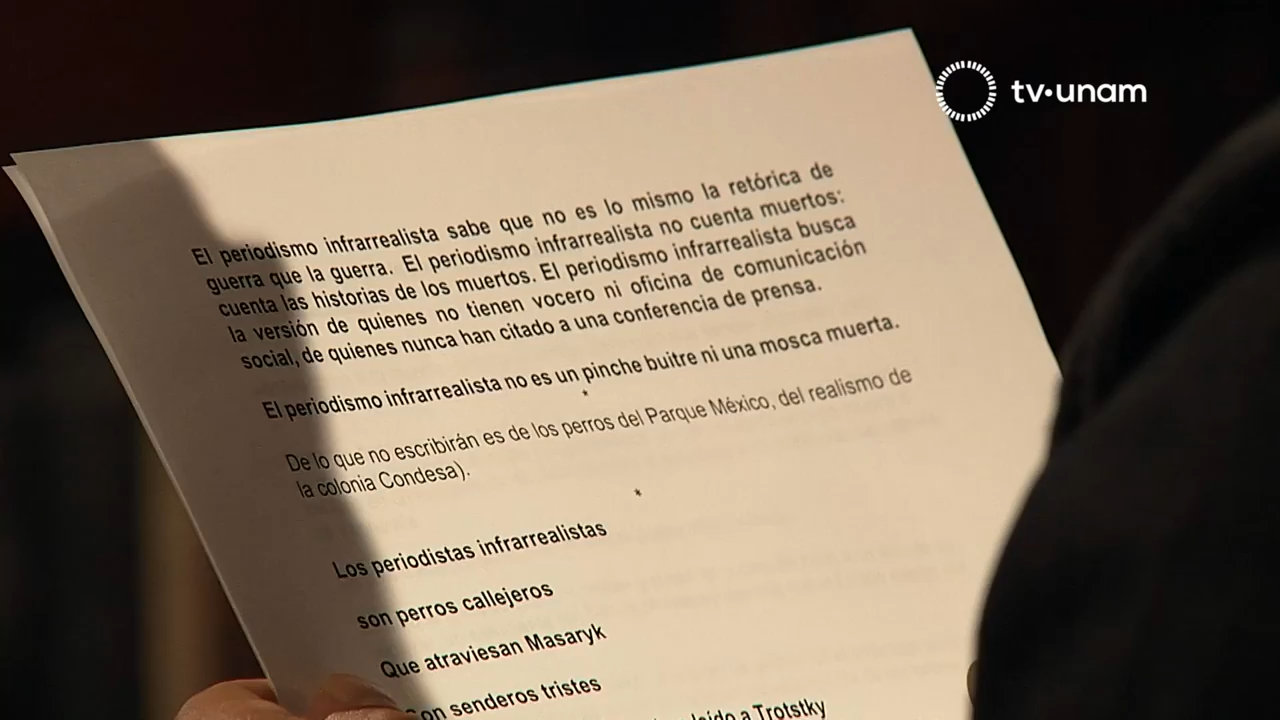 tv·unam
El periodismo infrarrealista sabe que no es lo mismo la retórica de
guerra que la guerra. El periodismo infrarrealista no cuenta muertos:
cuenta las historias de los muertos. El periodismo infrarrealista busca
la versión de quienes no tienen vocero ni oficina de comunicación
social, de quienes nunca han citado a una conferencia de prensa.
El periodismo infrarrealista no es un pinche buitre ni una mosca muerta.
*
De lo que no escribirán es de los perros del Parque México, del realismo de
la colonia Condesa).
*
Los periodistas infrarrealistas
son perros callejeros
Que atraviesan Masaryk
senderos tristes
leído a Trotstky